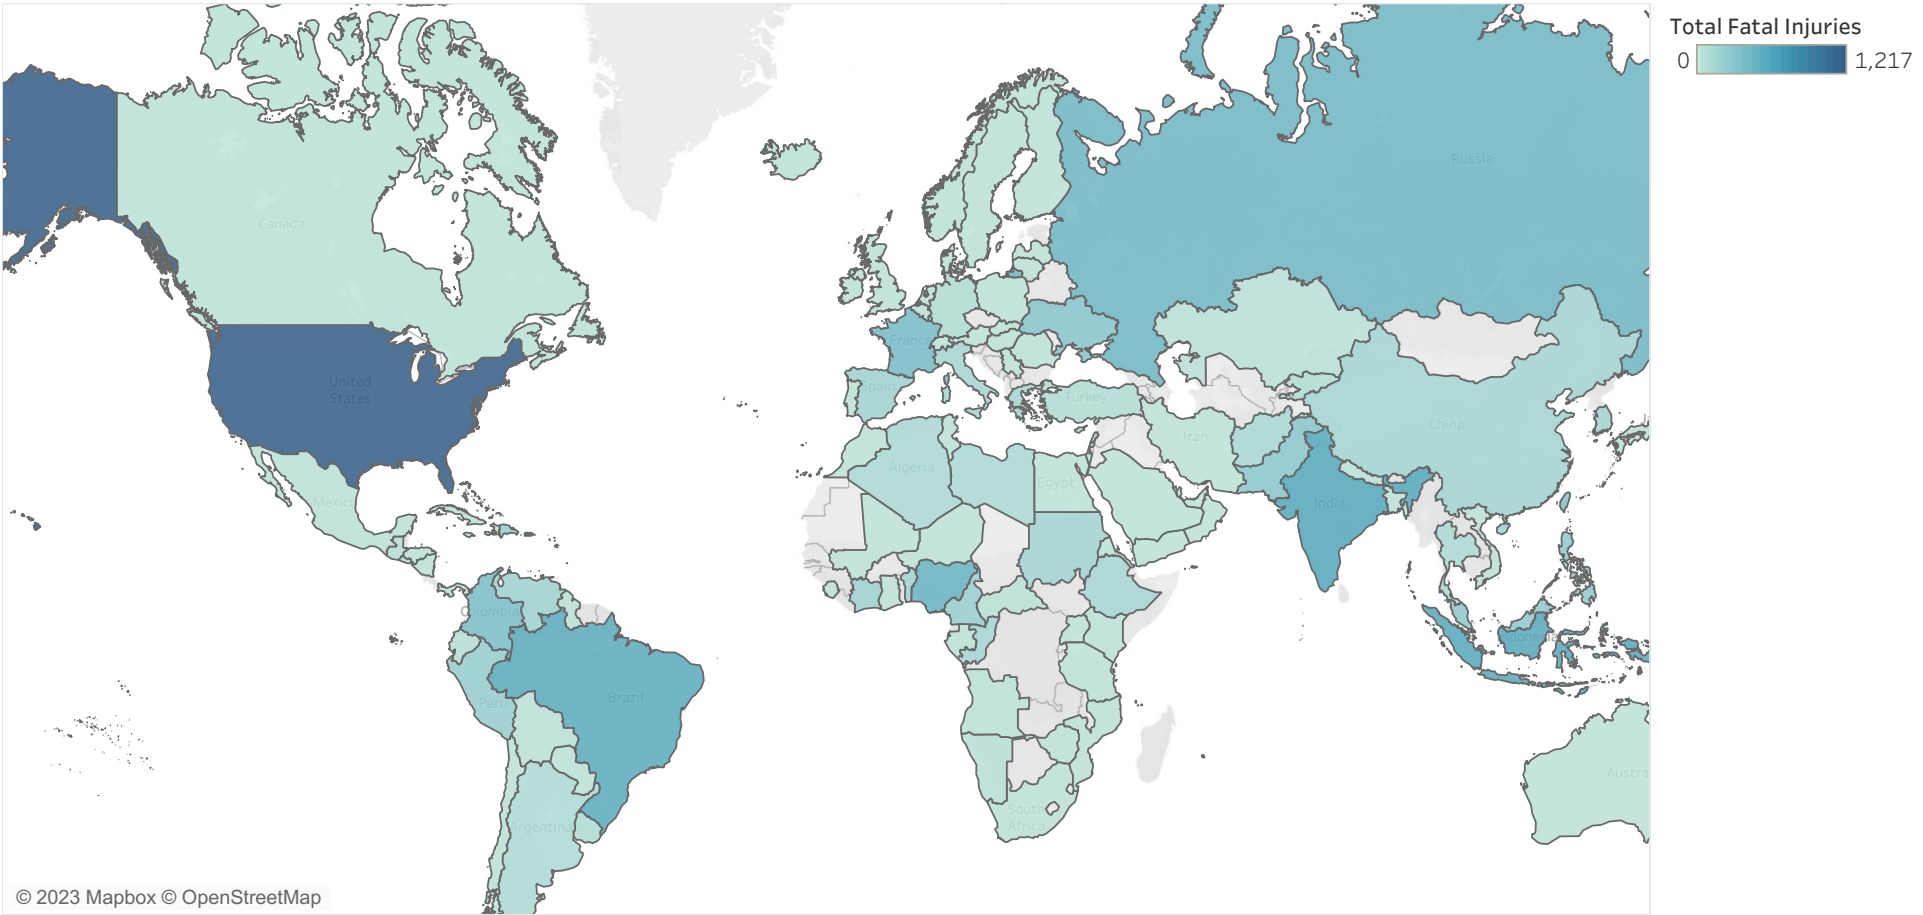 Total Fatal Injuries
0 1,217
Russia
Canada
France
United
States
Spain
Turkey
China
Iran
Algeria
Mexico
Egypt
India
Colombia
Indonesia
Brazil
Peru
Austra
South
Africa
Argentina
© 2023 Mapbox © OpenStreetMap